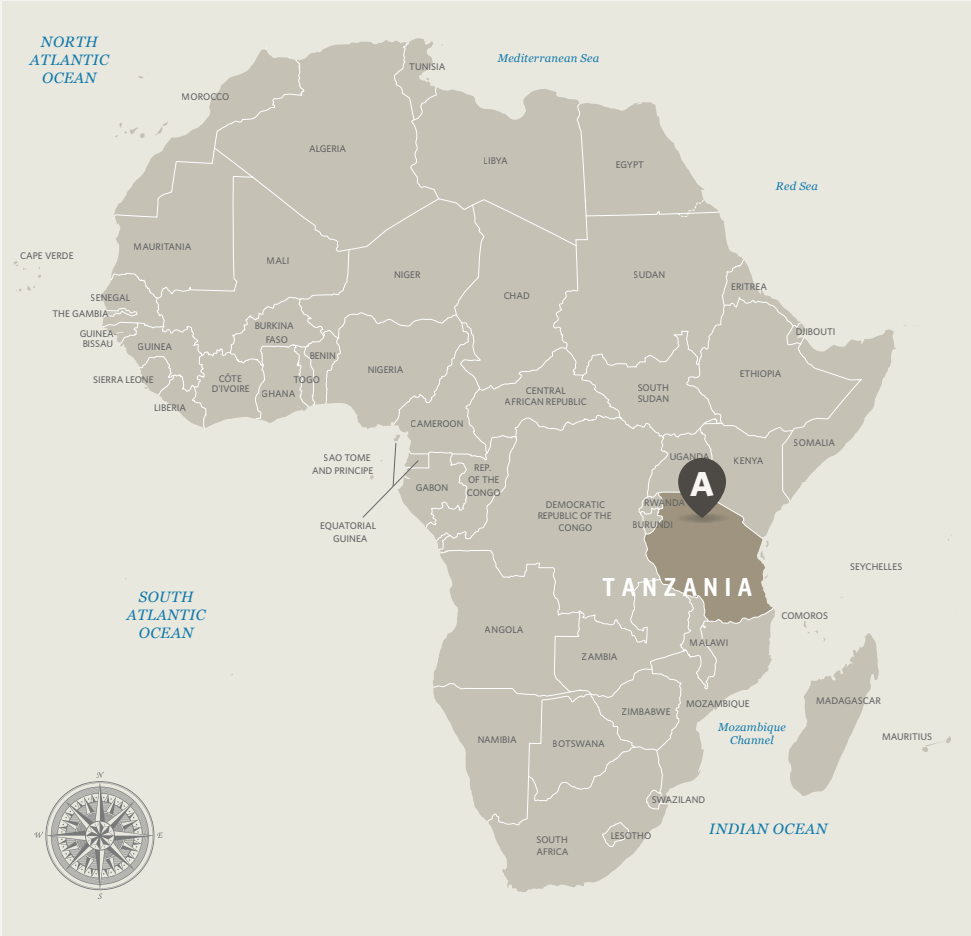 NORTH
ATLANTIC
OCEAN
Mediterranean Sea
TUNISIA
MOROCCO
ALGERIA
LIBYA
EGYPT
Red Sea
CAPE VERDE
MAURITANIA
MALI
NIGER
CHAD
SUDAN
ERITREA
SENEGAL
THE GAMBIA
GUINEA-
BISSAU
GUINEA
BURKINA
FASO
BENIN
DJIBOUTI
SIERRA LEONE
CÔTE
D'IVOIRE
GHANA
TOGO
NIGERIA
CENTRAL
AFRICAN REPUBLIC
SOUTH
SUDAN
ETHIOPIA
LIBERIA
CAMEROON
SOMALIA
SAO TOME
AND PRINCIPE
GABON
REP.
OF THE
CONGO
UGANDA
KENYA
A
RWANDA
BURUNDI
DEMOCRATIC
REPUBLIC OF THE
CONGO
EQUATORIAL
GUINEA
SEYCHELLES
TANZANIA
SOUTH
ATLANTIC
OCEAN
COMOROS
ANGOLA
MALAWI
ZAMBIA
MOZAMBIQUE
MADAGASCAR
ZIMBABWE
Mozambique
Channel
MAURITIUS
NAMIBIA
BOTSWANA
SWAZILAND
LESOTHO
INDIAN OCEAN
SOUTH
AFRICA
N
W
E
S